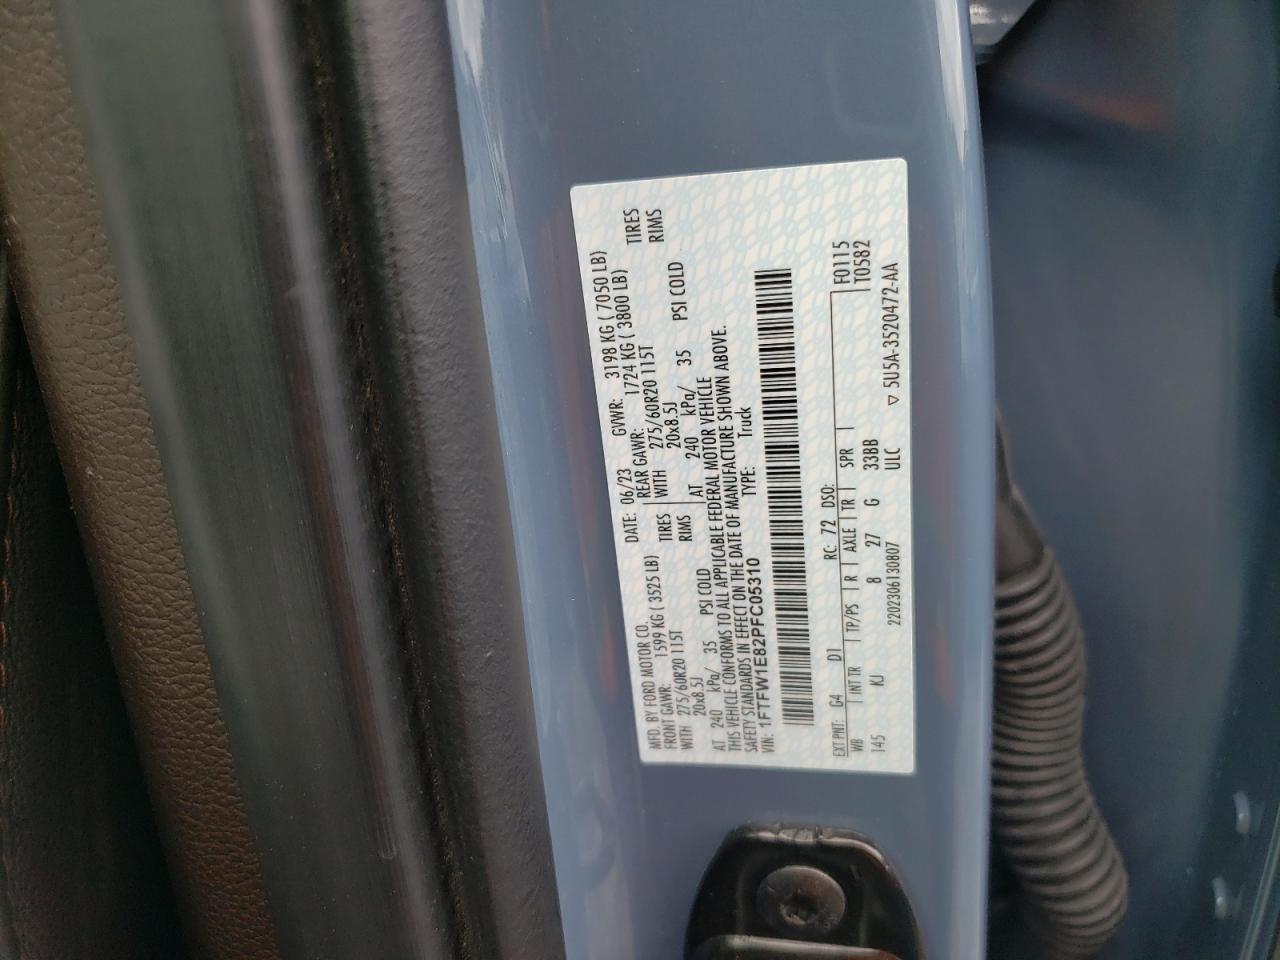 MFD. BY FORD MOTOR CO. DATE: 06/23 GVWR: 3198 KG ( 7050 LB)
FRONT GAWR: 1599 KG ( 3525 LB) REAR GAWR: 1724 KG ( 3800 LB)
WITH 275/60R20 115T TIRES WITH 275/60R20 115T TIRES
20x8.5J RIMS 20x8.5J RIMS
AT 240 kPa/ 35 PSI COLD AT 240 kPa/ 35 PSI COLD
THIS VEHICLE CONFORMS TO ALL APPLICABLE FEDERAL MOTOR VEHICLE
SAFETY STANDARDS IN EFFECT ON THE DATE OF MANUFACTURE SHOWN ABOVE.
VIN: 1FTFW1E82PFC05310 TYPE: Truck
EXT PNT: G4 D1 RC: 72 DSO: F0115
WB INT TR TP/PS R AXLE TR SPR T0582
145 KJ 8 27 G 33BB
2202306130807 ULC ▽ 5U5A-3520472-AA